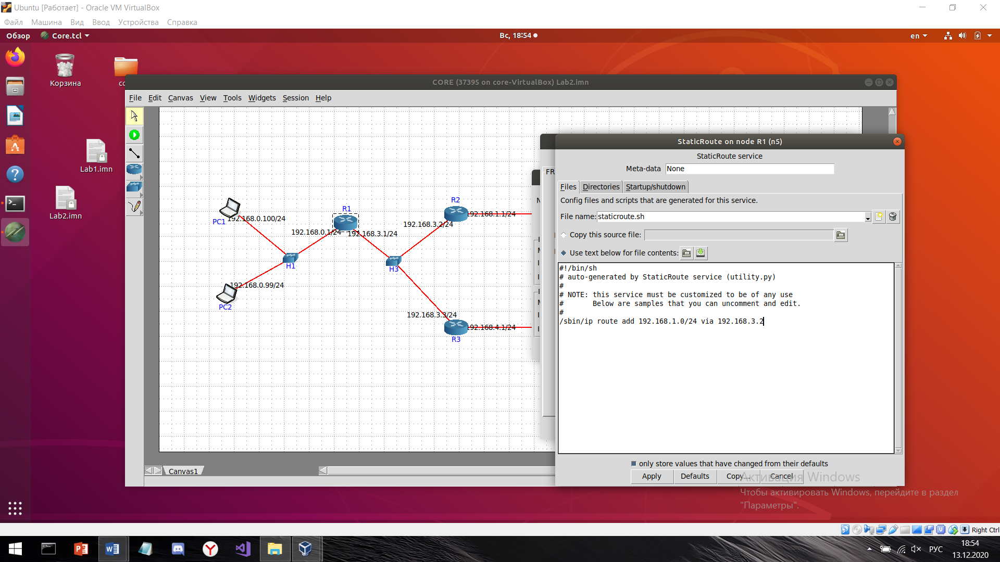 Ubuntu [Работает] - Oracle VM VirtualBox
Файл Машина Вид Ввод Устройства Справка
Обзор Core.tcl Вс, 18:54 en
Корзина
Lab1.imn
Lab2.imn
CORE (37395 on core-VirtualBox) Lab2.imn
File Edit Canvas View Tools Widgets Session Help
R2
192.168.1.1/24
R1
192.168.0.100/24
PC1
192.168.3.2/24
192.168.0.1/24
192.168.3.1/24
H1
H3
192.168.0.99/24
PC2
192.168.3.3/24
192.168.4.1/24
R3
Canvas1
FR
StaticRoute on node R1 (n5)
StaticRoute service
Meta-data None
Files Directories Startup/shutdown
Config files and scripts that are generated for this service.
File name: staticroute.sh
Copy this source file:
Use text below for file contents:
#!/bin/sh
# auto-generated by StaticRoute service (utility.py)
#
# NOTE: this service must be customized to be of any use
#       Below are samples that you can uncomment and edit.
#
/sbin/ip route add 192.168.1.0/24 via 192.168.3.2
only store values that have changed from their defaults
Apply Defaults Copy... Cancel
Активация Windows
Чтобы активировать Windows, перейдите в раздел
"Параметры".
Right Ctrl
РУС
18:54
13.12.2020